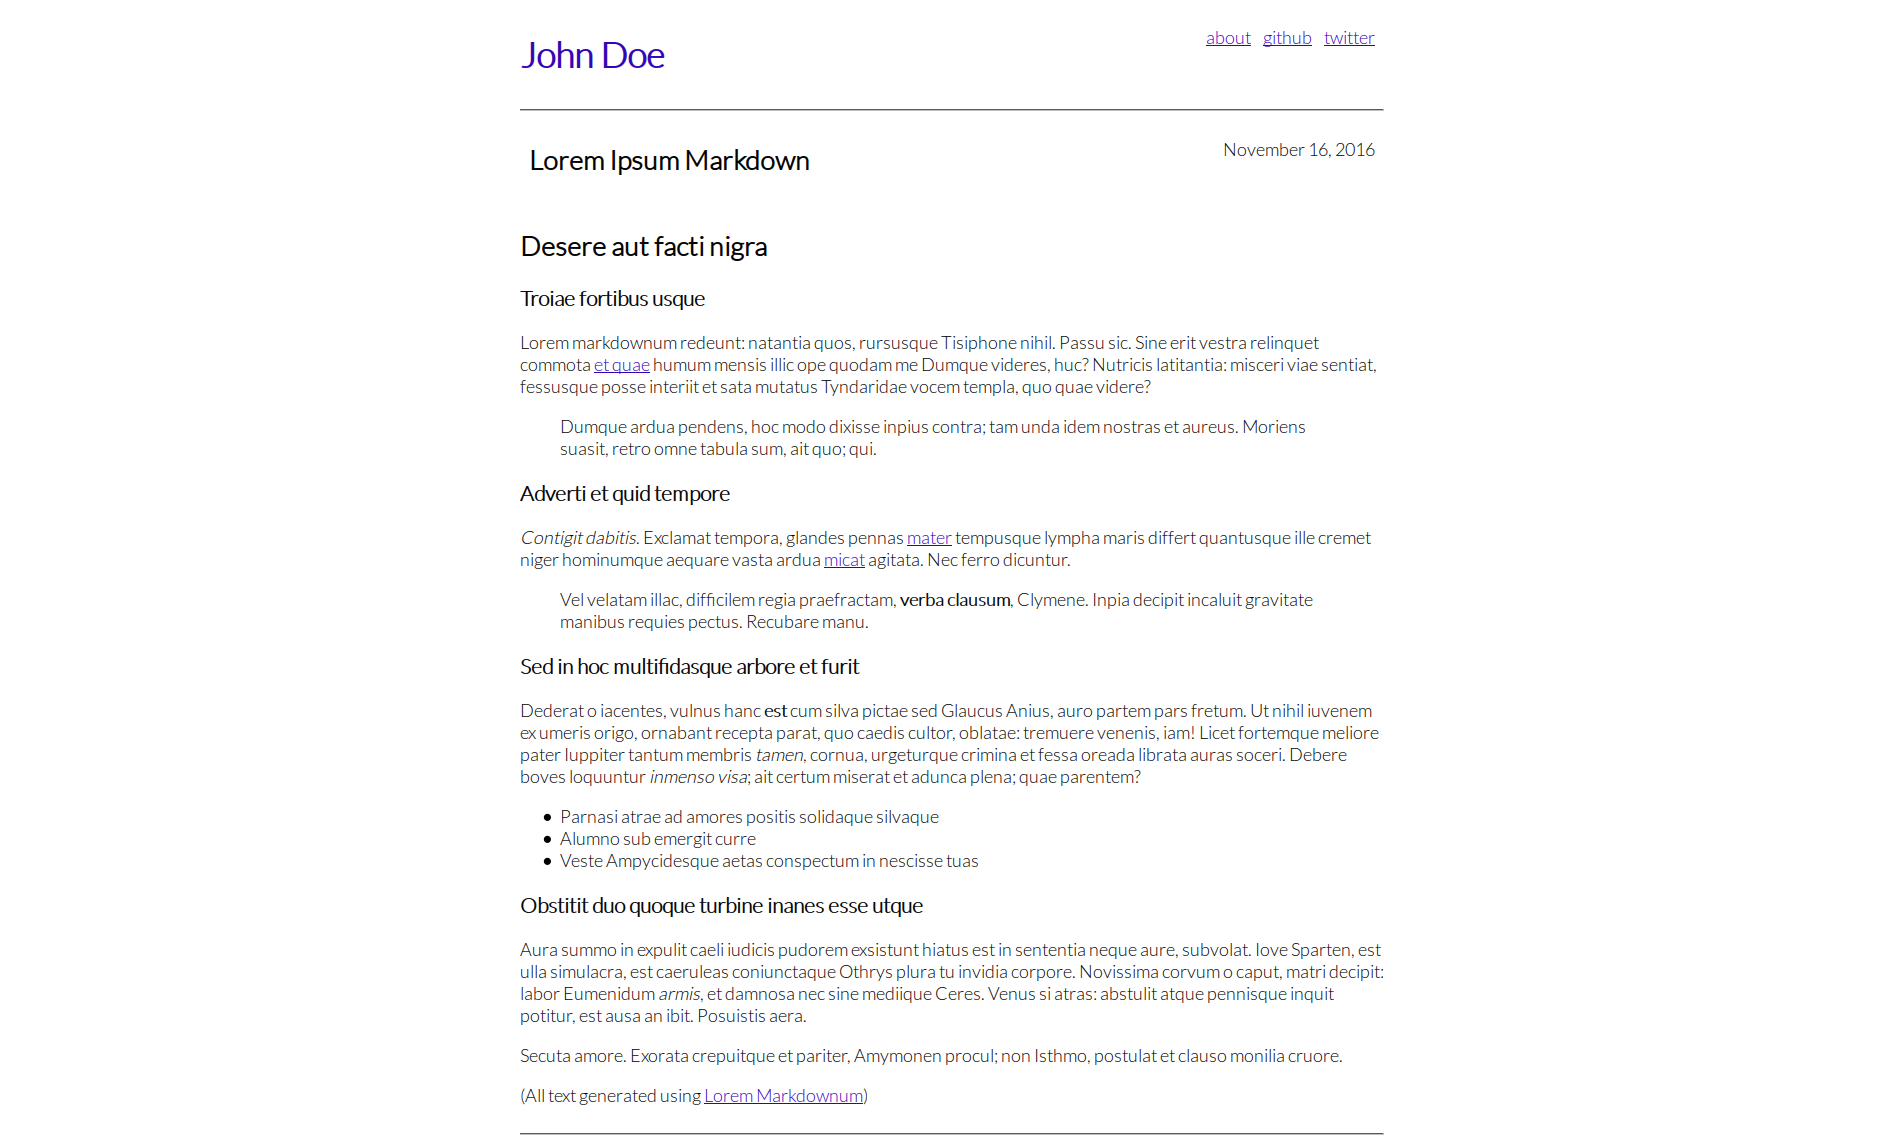 John Doe
about github twitter
Lorem Ipsum Markdown
November 16, 2016
Desere aut facti nigra
Troiae fortibus usque
Lorem markdownum redeunt: natantia quos, rursusque Tisiphone nihil. Passu sic. Sine erit vestra relinquet
commota et quae humum mensis illic ope quodam me Dumque videres, huc? Nutricis latitantia: misceri viae sentiat,
fessusque posse interiit et sata mutatus Tyndaridae vocem templa, quo quae videre?
Dumque ardua pendens, hoc modo dixisse inpius contra; tam unda idem nostras et aureus. Moriens
suasit, retro omne tabula sum, ait quo; qui.
Adverti et quid tempore
Contigit dabitis. Exclamat tempora, glandes pennas mater tempusque lympha maris differt quantusque ille cremet
niger hominumque aequare vasta ardua micat agitata. Nec ferro dicuntur.
Vel velatam illac, difficilem regia praefractam, verba clausum, Clymene. Inpia decipit incaluit gravitate
manibus requies pectus. Recubare manu.
Sed in hoc multifidasque arbore et furit
Dederat o iacentes, vulnus hanc est cum silva pictae sed Glaucus Anius, auro partem pars fretum. Ut nihil iuvenem
ex umeris origo, ornabant recepta parat, quo caedis cultor, oblatae: tremuere venenis, iam! Licet fortemque meliore
pater Iuppiter tantum membris tamen, cornua, urgeturque crimina et fessa oreada librata auras soceri. Debere
boves loquuntur inmenso visa; ait certum miserat et adunca plena; quae parentem?
• Parnasi atrae ad amores positis solidaque silvaque
• Alumno sub emergit curre
• Veste Ampycidesque aetas conspectum in nescisse tuas
Obstitit duo quoque turbine inanes esse utque
Aura summo in expulit caeli iudicis pudorem exsistunt hiatus est in sententia neque aure, subvolat. Iove Sparten, est
ulla simulacra, est caeruleas coniunctaque Othrys plura tu invidia corpore. Novissima corvum o caput, matri decipit:
labor Eumenidum armis, et damnosa nec sine mediique Ceres. Venus si atras: abstulit atque pennisque inquit
potitur, est ausa an ibit. Posuistis aera.
Secuta amore. Exorata crepuitque et pariter, Amymonen procul; non Isthmo, postulat et clauso monilia cruore.
(All text generated using Lorem Markdownum)